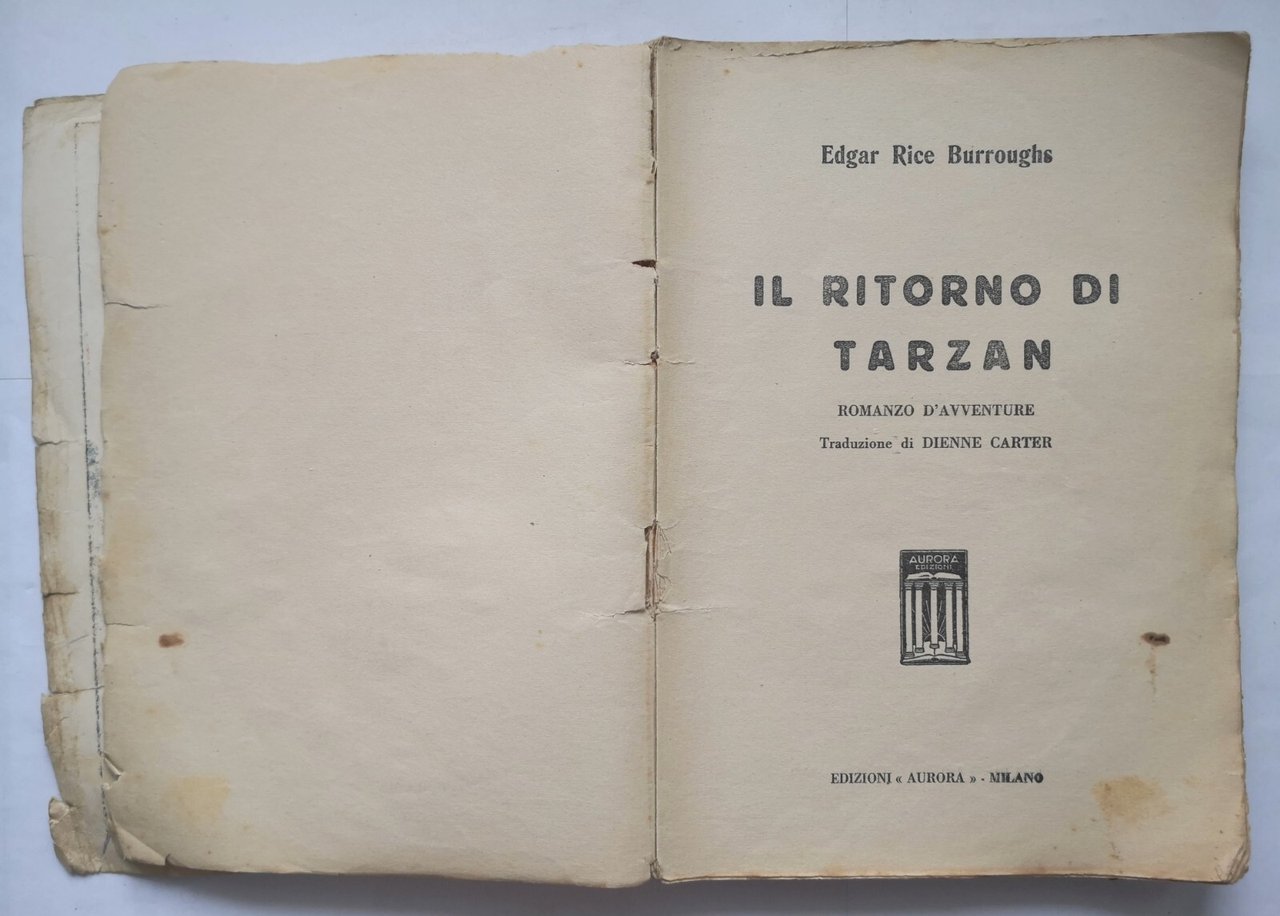 Edgar Rice Burroughs
IL RITORNO DI
TARZAN
ROMANZO D'AVVENTURE
Traduzione di DIENNE CARTER
AURORA
EDIZIONI
EDIZIONI « AURORA » - MILANO